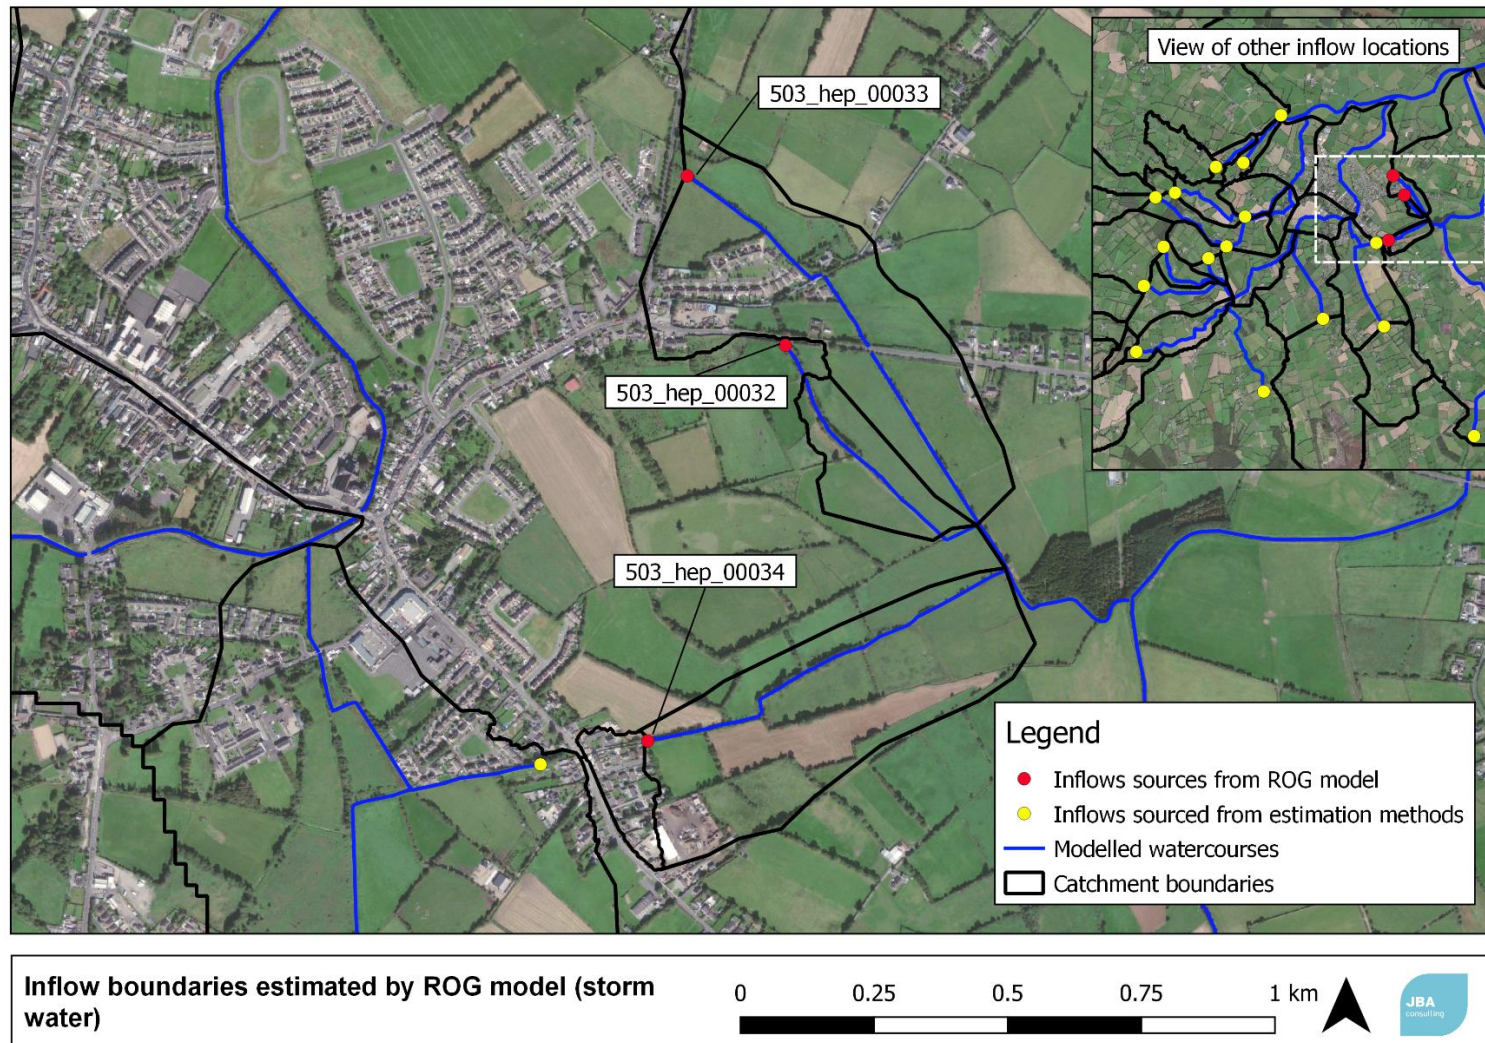 View of other inflow locations
503_hep_00033
503_hep_00032
503_hep_00034
Legend
Inflows sources from ROG model
Inflows sourced from estimation methods
Modelled watercourses
Catchment boundaries
Inflow boundaries estimated by ROG model (storm
water)
0 0.25 0.5 0.75 1 km
JBA
consulting